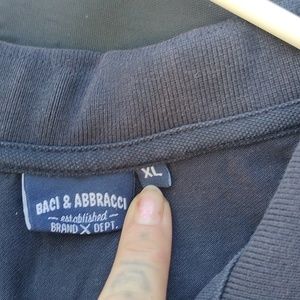 BACI & ABBRACCI
established
BRAND X DEPT.
XL